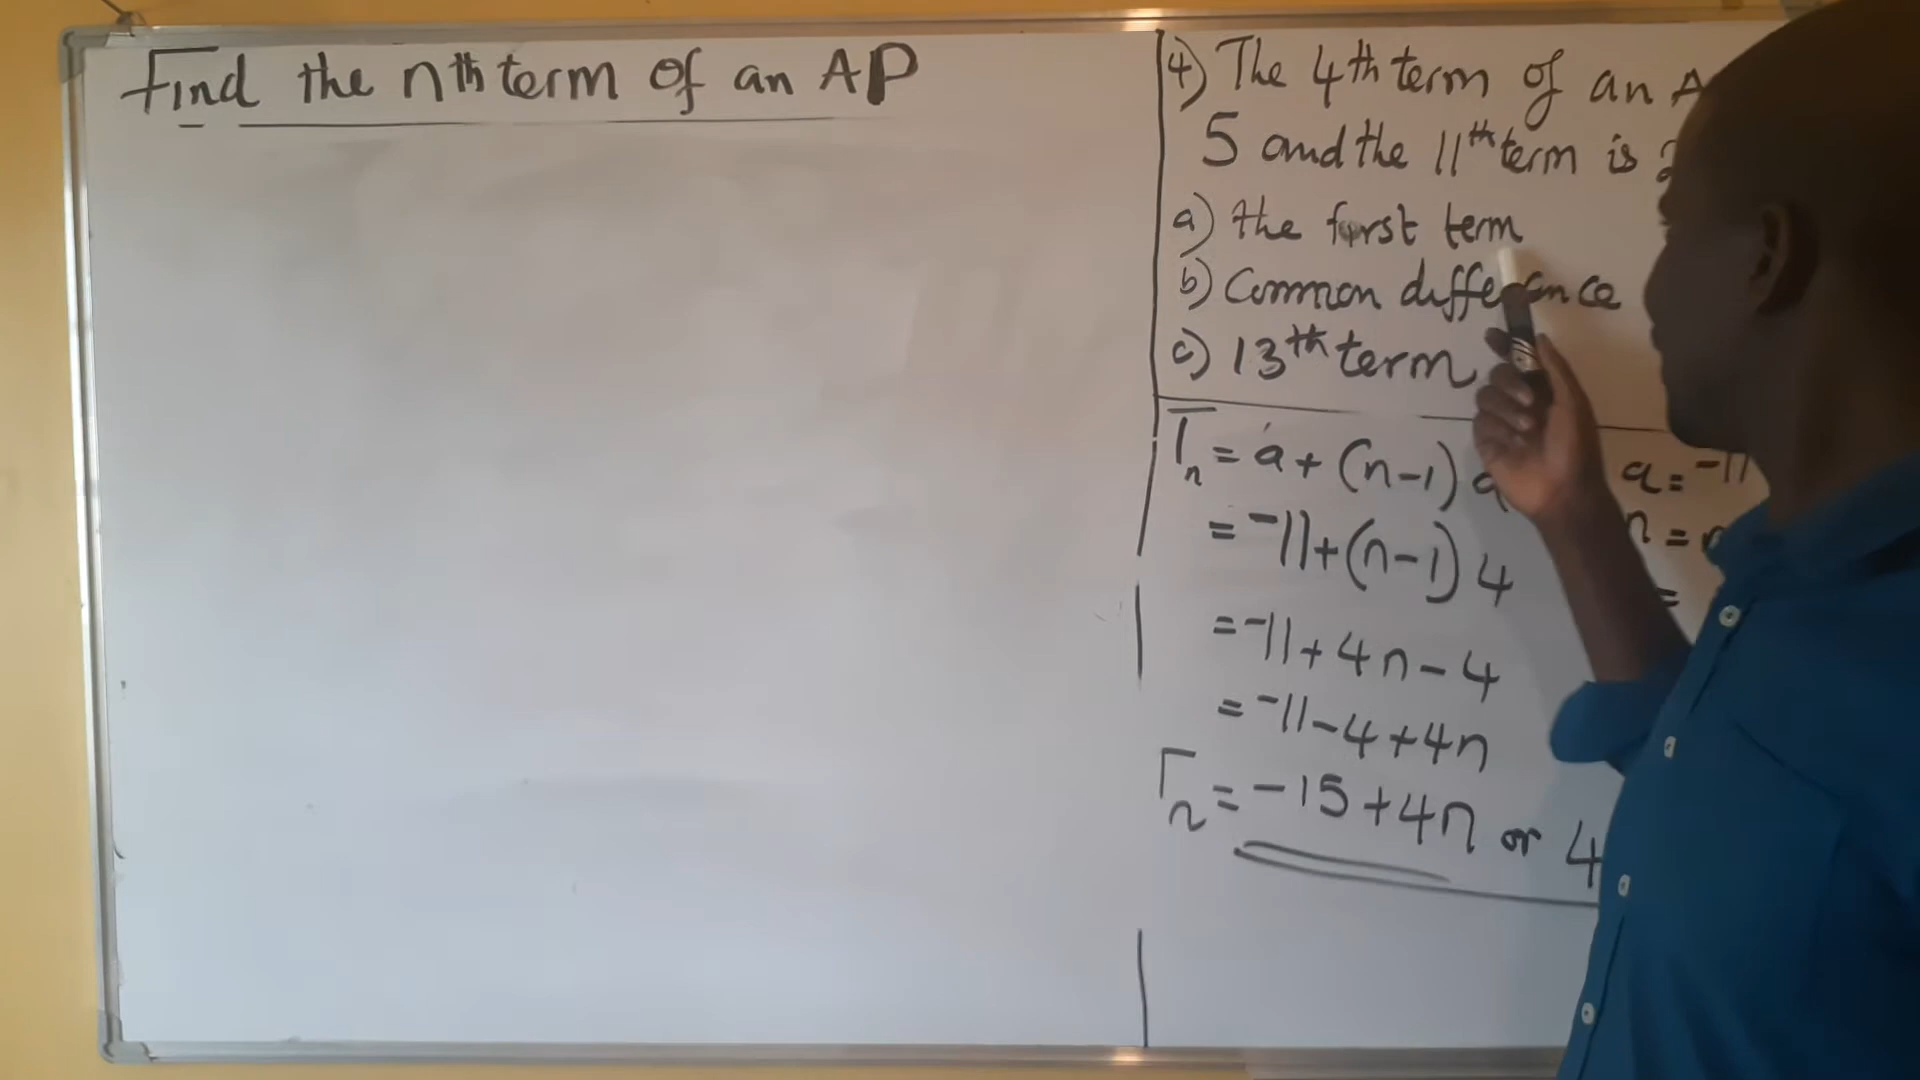 Find the nth term of an AP
4) The 4th term of an A
5 and the 11th term is
a) the first term
b) Common difference
c) 13th term
Tn = a + (n-1)
a = -11
= -11 + (n-1) 4
n =
= -11 + 4n - 4
=
= -11 - 4 + 4n
Tn = -15 + 4n or 4